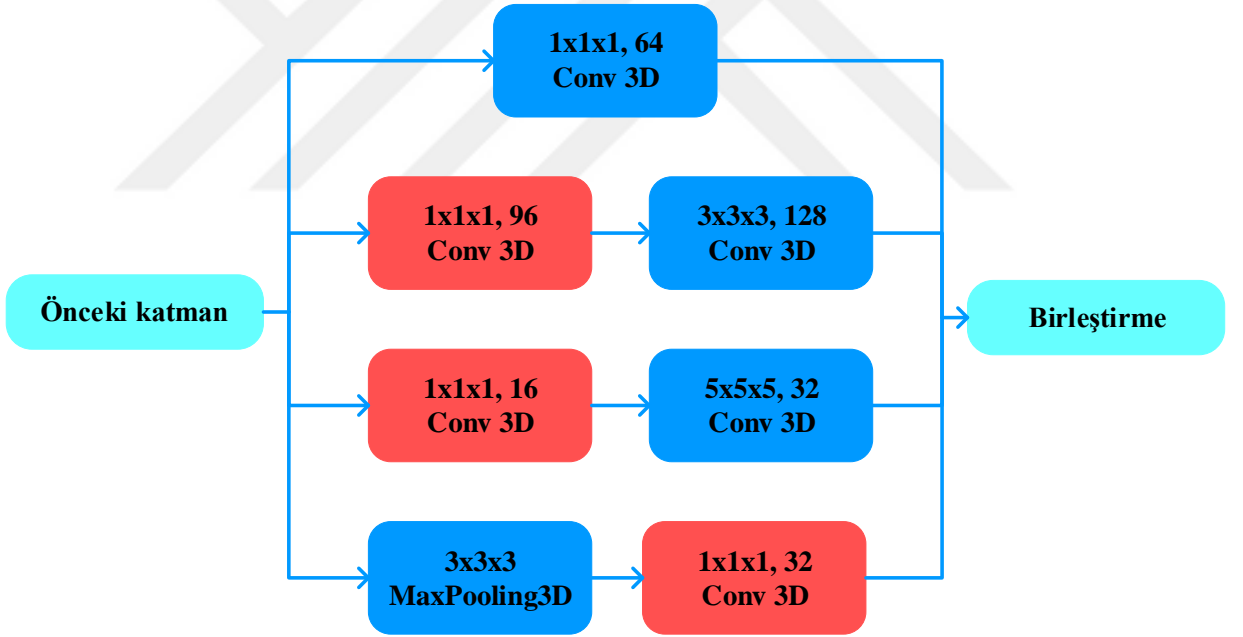 1x1x1, 64
Conv 3D
1x1x1, 96
Conv 3D
3x3x3, 128
Conv 3D
Önceki katman
Birleştirme
1x1x1, 16
Conv 3D
5x5x5, 32
Conv 3D
3x3x3
MaxPooling3D
1x1x1, 32
Conv 3D